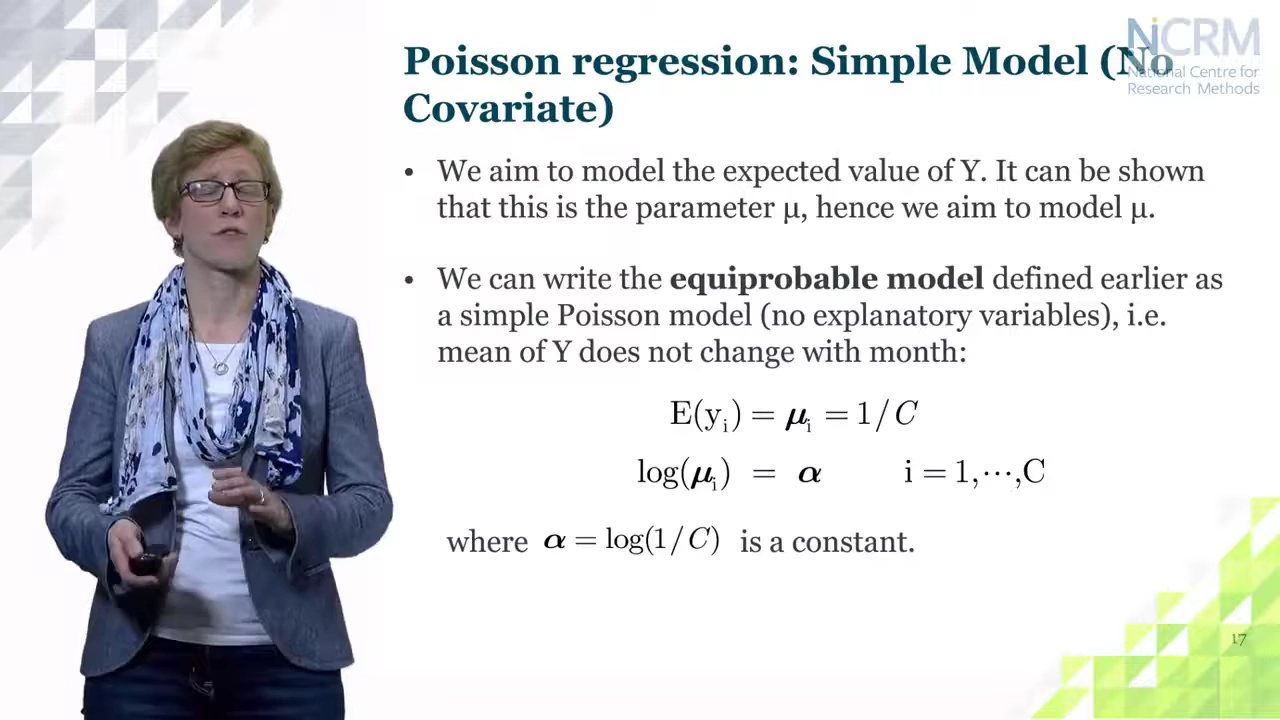 NCRM
National Centre for
Research Methods
Poisson regression: Simple Model (No
Covariate)
• We aim to model the expected value of Y. It can be shown
that this is the parameter μ, hence we aim to model μ.
• We can write the equiprobable model defined earlier as
a simple Poisson model (no explanatory variables), i.e.
mean of Y does not change with month:
E(yᵢ) = μᵢ = 1/C
log(μᵢ) = α i = 1,⋯,C
where α = log(1/C) is a constant.
17